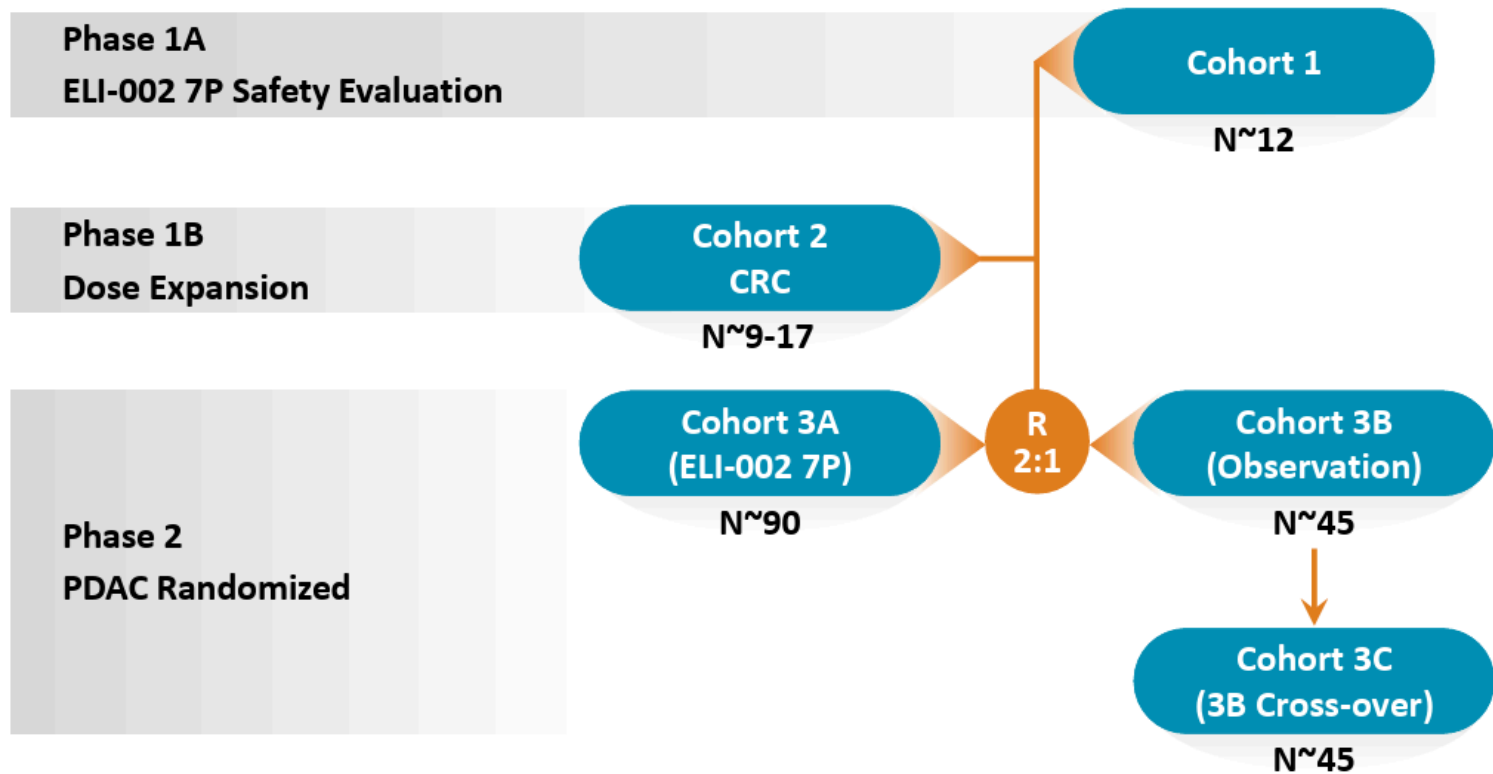 Phase 1A
ELI-002 7P Safety Evaluation
Cohort 1
N~12
Phase 1B
Dose Expansion
Cohort 2
CRC
N~9-17
Phase 2
PDAC Randomized
Cohort 3A
(ELI-002 7P)
N~90
R
2:1
Cohort 3B
(Observation)
N~45
Cohort 3C
(3B Cross-over)
N~45